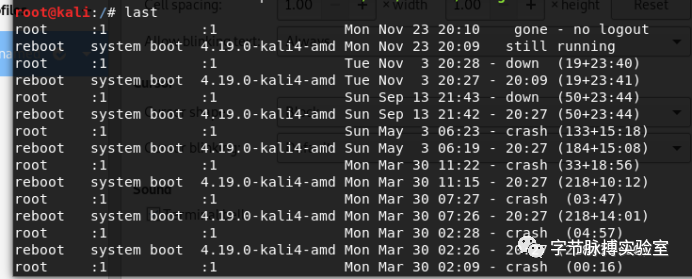 Cell spacing: 1.00 × width 1.00 × height Reset
root@kali:/# last
root :1 :1 Mon Nov 23 20:10 gone - no logout
reboot system boot 4.19.0-kali4-amd Mon Nov 23 20:09 still running
root :1 :1 Tue Nov 3 20:28 - down (19+23:40)
reboot system boot 4.19.0-kali4-amd Tue Nov 3 20:27 - 20:09 (19+23:41)
root :1 :1 Sun Sep 13 21:43 - down (50+23:44)
reboot system boot 4.19.0-kali4-amd Sun Sep 13 21:42 - 20:27 (50+23:44)
root :1 :1 Sun May 3 06:23 - crash (133+15:18)
reboot system boot 4.19.0-kali4-amd Sun May 3 06:19 - 20:27 (184+15:08)
root :1 :1 Mon Mar 30 11:22 - crash (33+18:56)
reboot system boot 4.19.0-kali4-amd Mon Mar 30 11:15 - 20:27 (218+10:12)
root :1 :1 Mon Mar 30 07:27 - crash (03:47)
Sound
reboot system boot 4.19.0-kali4-amd Mon Mar 30 07:26 - 20:27 (218+14:01)
root :1 :1 Mon Mar 30 02:28 - crash (04:57)
reboot system boot 4.19.0-kali4-amd Mon Mar 30 02:26 -
字节脉搏实验室
root :1 :1 Mon Mar 30 02:09 - crash (00:16)